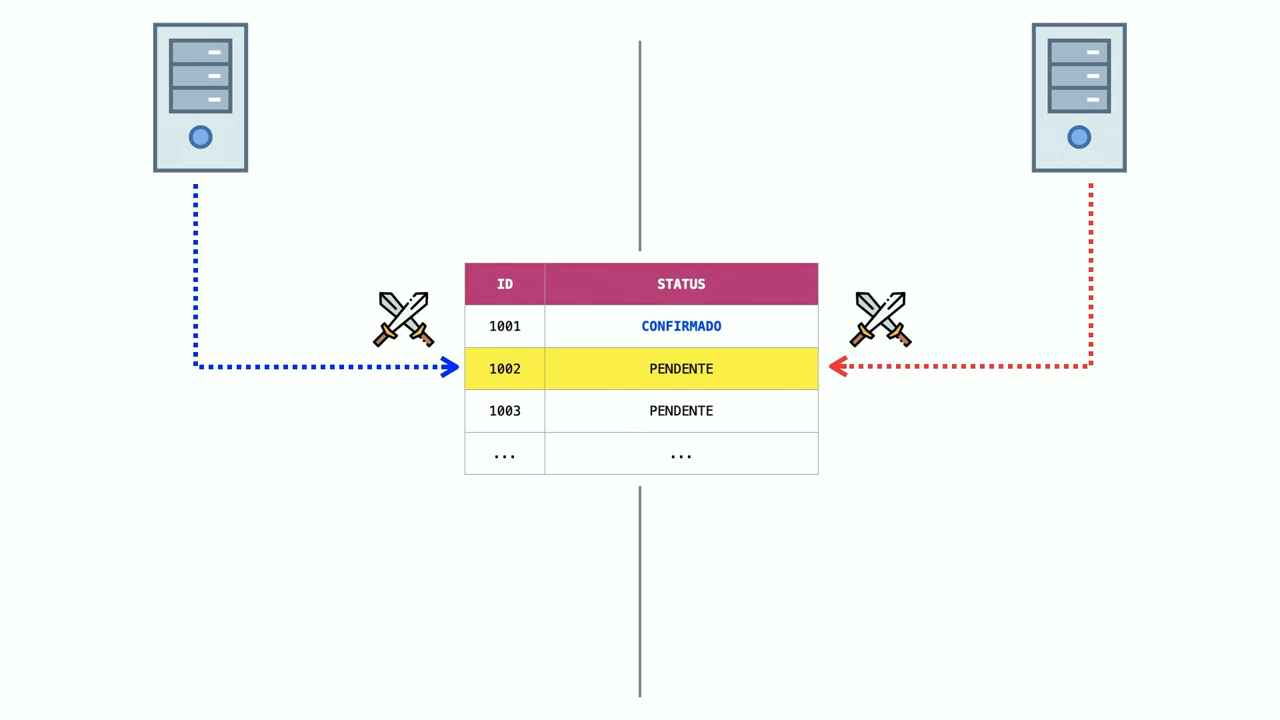 ID STATUS
1001 CONFIRMADO
1002 PENDENTE
1003 PENDENTE
... ...